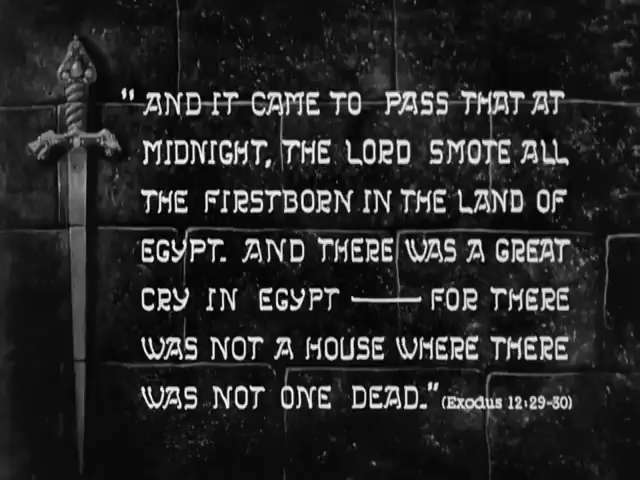 "AND IT CAME TO PASS THAT AT
MIDNIGHT, THE LORD SMOTE ALL
THE FIRSTBORN IN THE LAND OF
EGYPT. AND THERE WAS A GREAT
CRY IN EGYPT — FOR THERE
WAS NOT A HOUSE WHERE THERE
WAS NOT ONE DEAD." (Exodus 12:29-30)